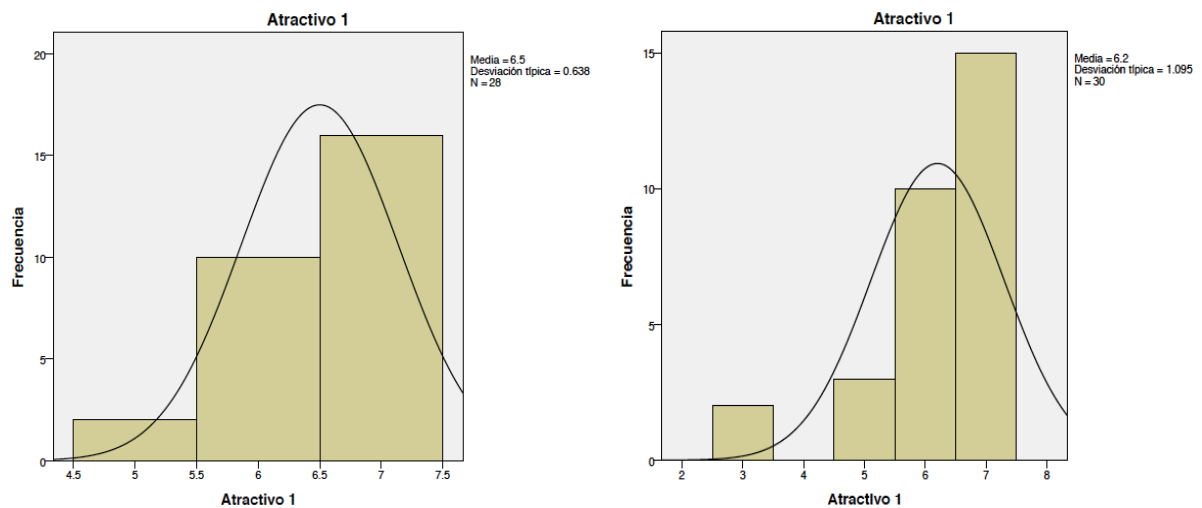 Atractivo 1
Media =6.5
Desviación típica = 0.638
N = 28
Frecuencia
20
15
10
5
0
4.5 5 5.5 6 6.5 7 7.5
Atractivo 1
Atractivo 1
Media =6.2
Desviación típica = 1.095
N = 30
Frecuencia
15
10
5
0
2 3 4 5 6 7 8
Atractivo 1